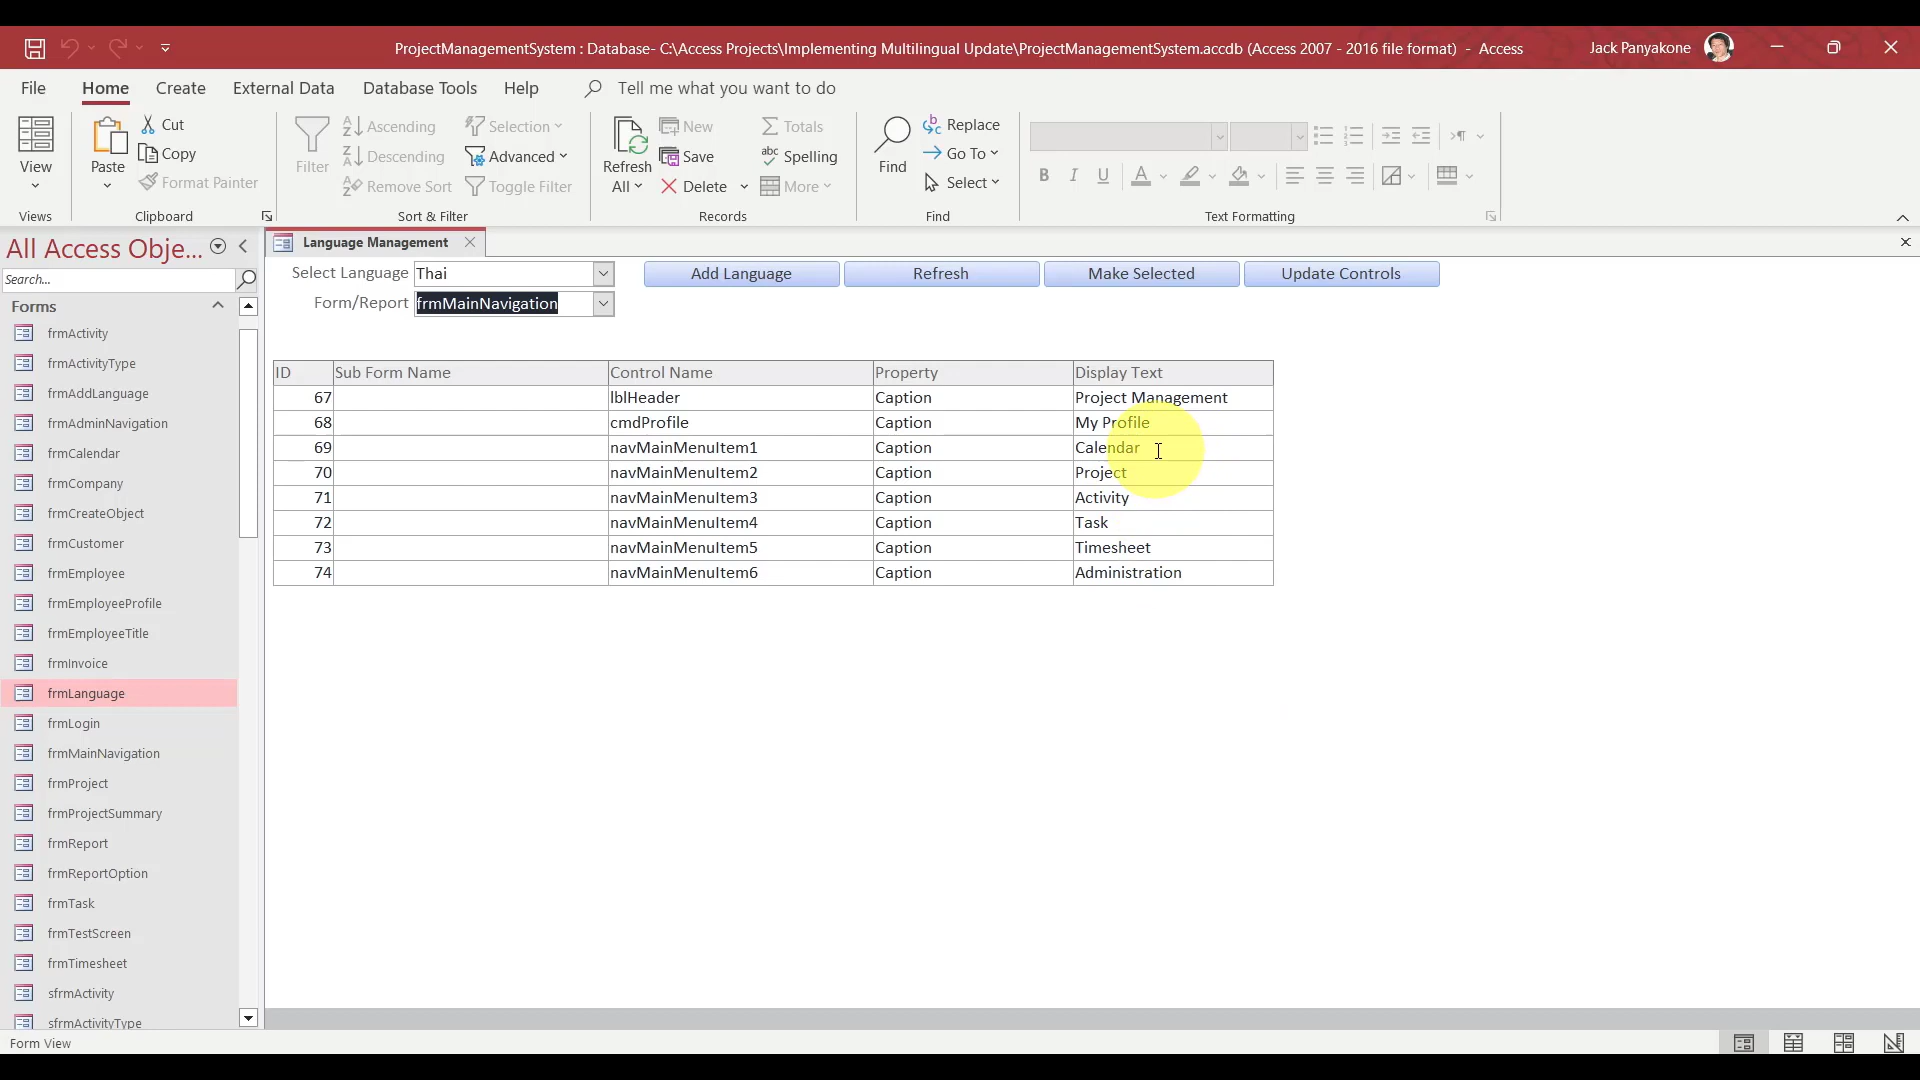 ProjectManagementSystem : Database- C:\Access Projects\Implementing Multilingual Update\ProjectManagementSystem.accdb (Access 2007 - 2016 file format) - Access
Jack Panyakone
File Home Create External Data Database Tools Help Tell me what you want to do
View
Views
Paste
Cut
Copy
Format Painter
Clipboard
Filter
Ascending
Descending
Remove Sort
Selection
Advanced
Toggle Filter
Sort & Filter
Refresh
All
New
Save
Delete
Totals
Spelling
More
Records
Find
Replace
Go To
Select
Find
B I U
Text Formatting
All Access Obje...
Search...
Forms
frmActivity
frmActivityType
frmAddLanguage
frmAdminNavigation
frmCalendar
frmCompany
frmCreateObject
frmCustomer
frmEmployee
frmEmployeeProfile
frmEmployeeTitle
frmInvoice
frmLanguage
frmLogin
frmMainNavigation
frmProject
frmProjectSummary
frmReport
frmReportOption
frmTask
frmTestScreen
frmTimesheet
sfrmActivity
sfrmActivityType
Language Management
Select Language Thai
Add Language Refresh Make Selected Update Controls
Form/Report frmMainNavigation
ID Sub Form Name Control Name Property Display Text
67 lblHeader Caption Project Management
68 cmdProfile Caption My Profile
69 navMainMenuItem1 Caption Calendar
70 navMainMenuItem2 Caption Project
71 navMainMenuItem3 Caption Activity
72 navMainMenuItem4 Caption Task
73 navMainMenuItem5 Caption Timesheet
74 navMainMenuItem6 Caption Administration
Form View